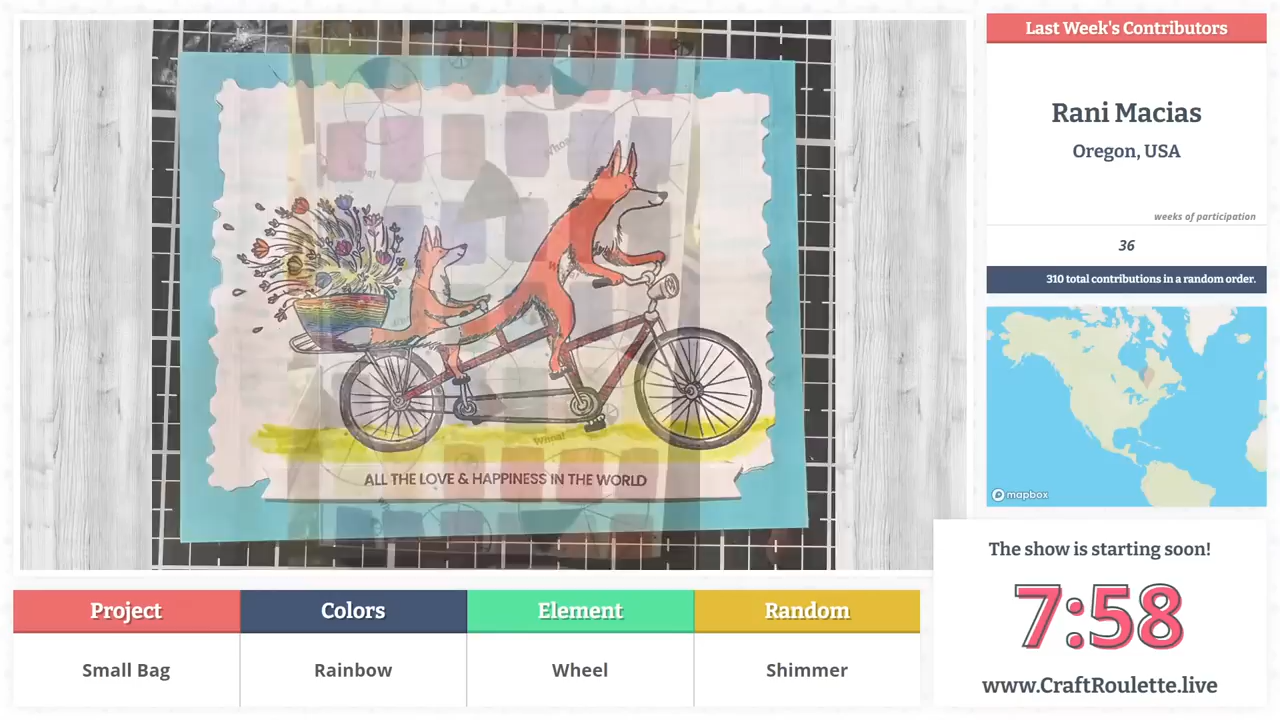 Last Week's Contributors
Rani Macias
Oregon, USA
weeks of participation
36
310 total contributions in a random order.
Whoa!
ALL THE LOVE & HAPPINESS IN THE WORLD
Whoa!
mapbox
The show is starting soon!
7:58
www.CraftRoulette.live
Project
Colors
Element
Random
Small Bag
Rainbow
Wheel
Shimmer